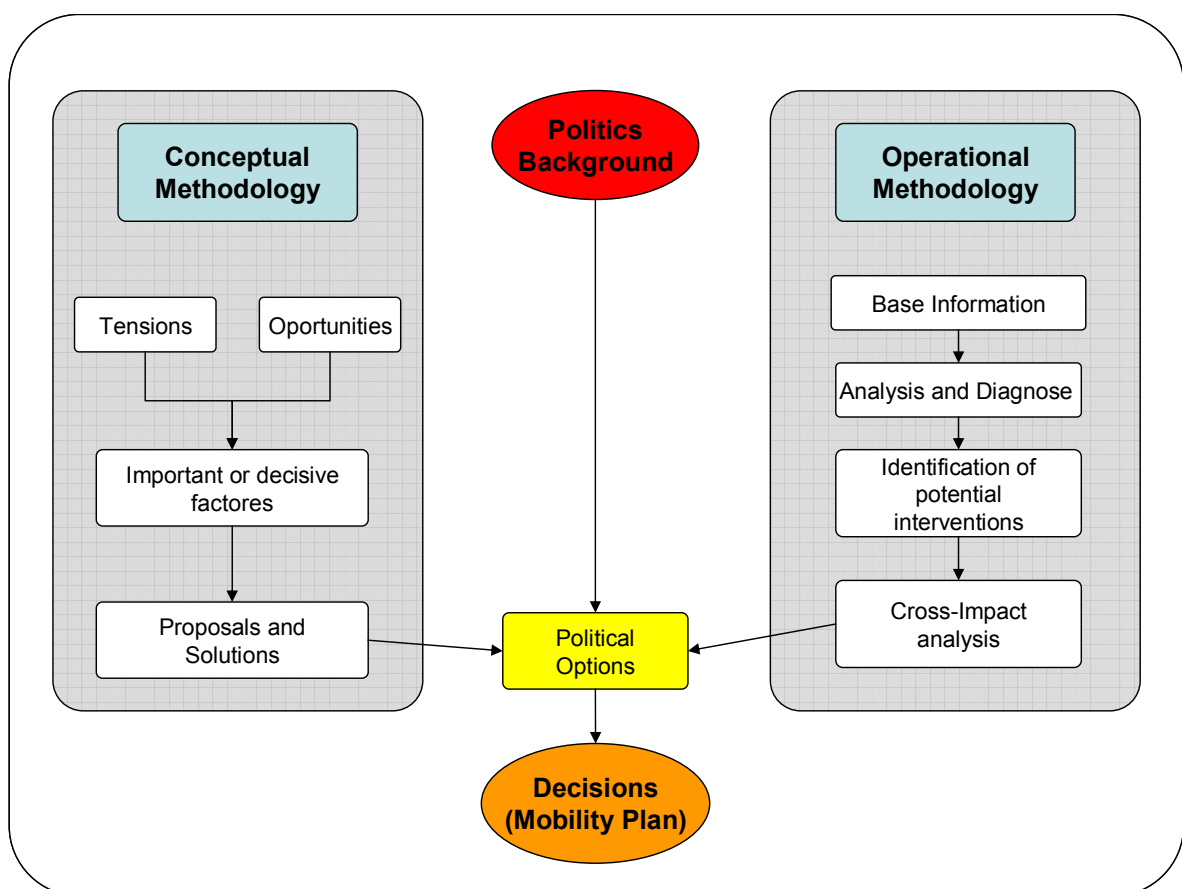 Conceptual
Methodology
Tensions
Oportunities
Important or decisive
factores
Proposals and
Solutions
Politics
Background
Political
Options
Decisions
(Mobility Plan)
Operational
Methodology
Base Information
Analysis and Diagnose
Identification of
potential
interventions
Cross-Impact
analysis